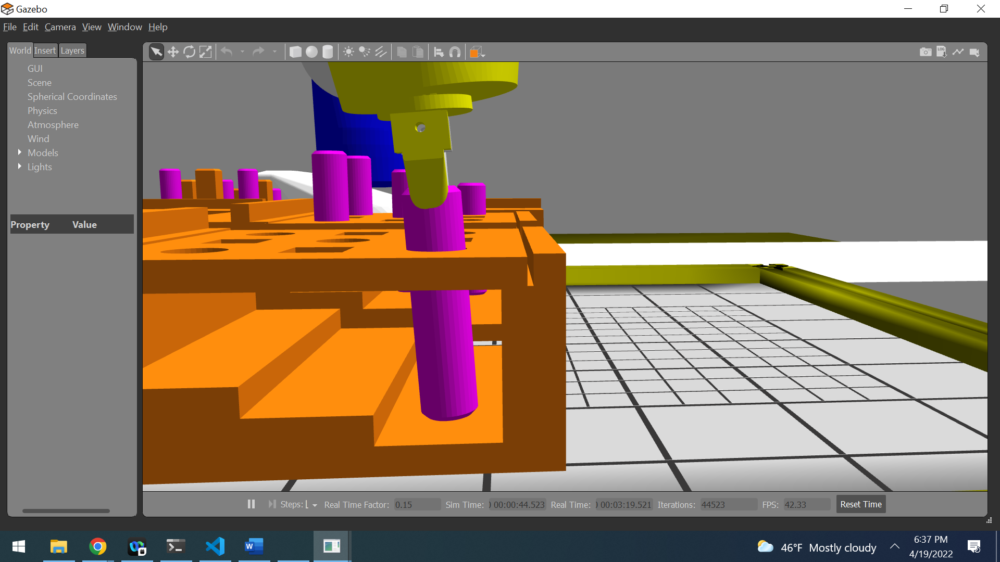 Gazebo
File Edit Camera View Window Help
World Insert Layers
GUI
Scene
Spherical Coordinates
Physics
Atmosphere
Wind
Models
Lights
Property Value
LOG
Steps: Real Time Factor: 0.15 Sim Time: 00:00:44.523 Real Time: 00:03:19.521 Iterations: 44523 FPS: 42.33 Reset Time
W
46°F Mostly cloudy
6:37 PM
4/19/2022